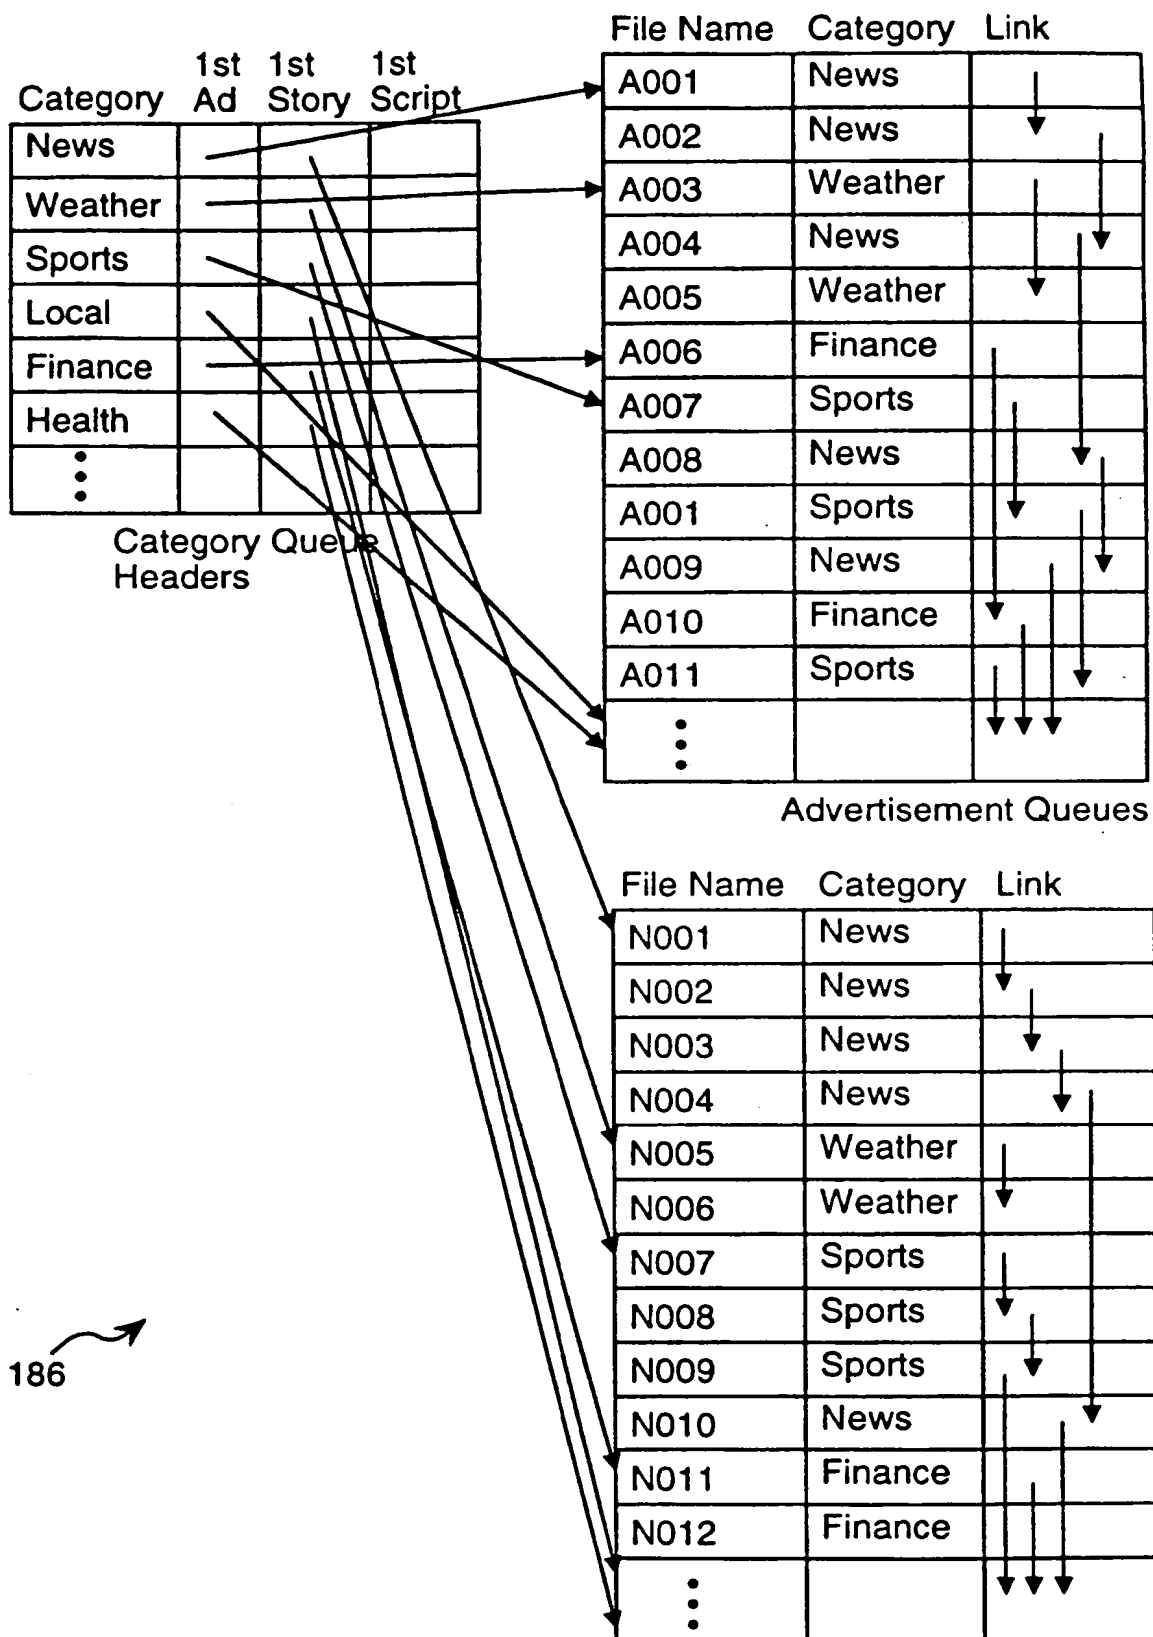 Category 1st Ad 1st Story 1st Script
News
Weather
Sports
Local
Finance
Health
Category Queue
Headers
File Name Category Link
A001 News
A002 News
A003 Weather
A004 News
A005 Weather
A006 Finance
A007 Sports
A008 News
A001 Sports
A009 News
A010 Finance
A011 Sports
Advertisement Queues
File Name Category Link
N001 News
N002 News
N003 News
N004 News
N005 Weather
N006 Weather
N007 Sports
N008 Sports
N009 Sports
N010 News
N011 Finance
N012 Finance
186